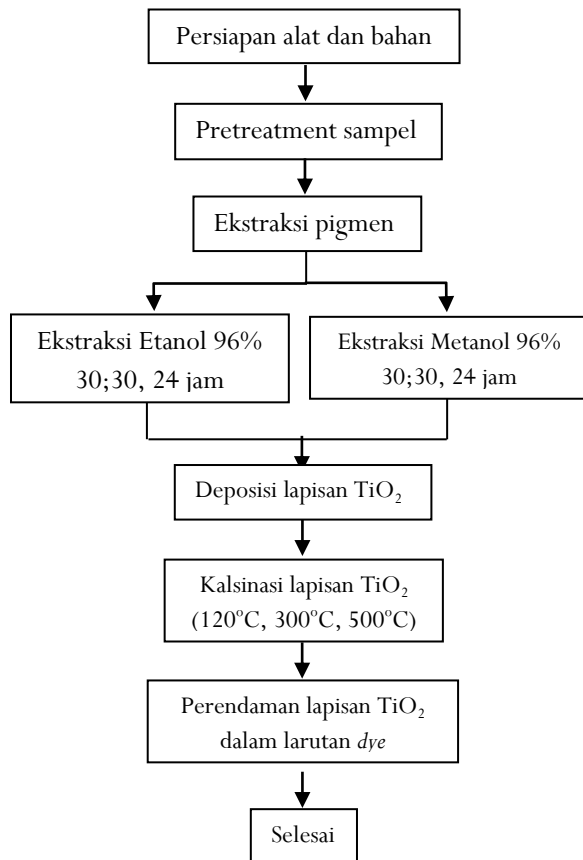 Persiapan alat dan bahan
Pretreatment sampel
Ekstraksi pigmen
Ekstraksi Etanol 96%
30;30, 24 jam
Ekstraksi Metanol 96%
30;30, 24 jam
Deposisi lapisan TiO₂
Kalsinasi lapisan TiO₂
(120°C, 300°C, 500°C)
Perendaman lapisan TiO₂
dalam larutan dye
Selesai